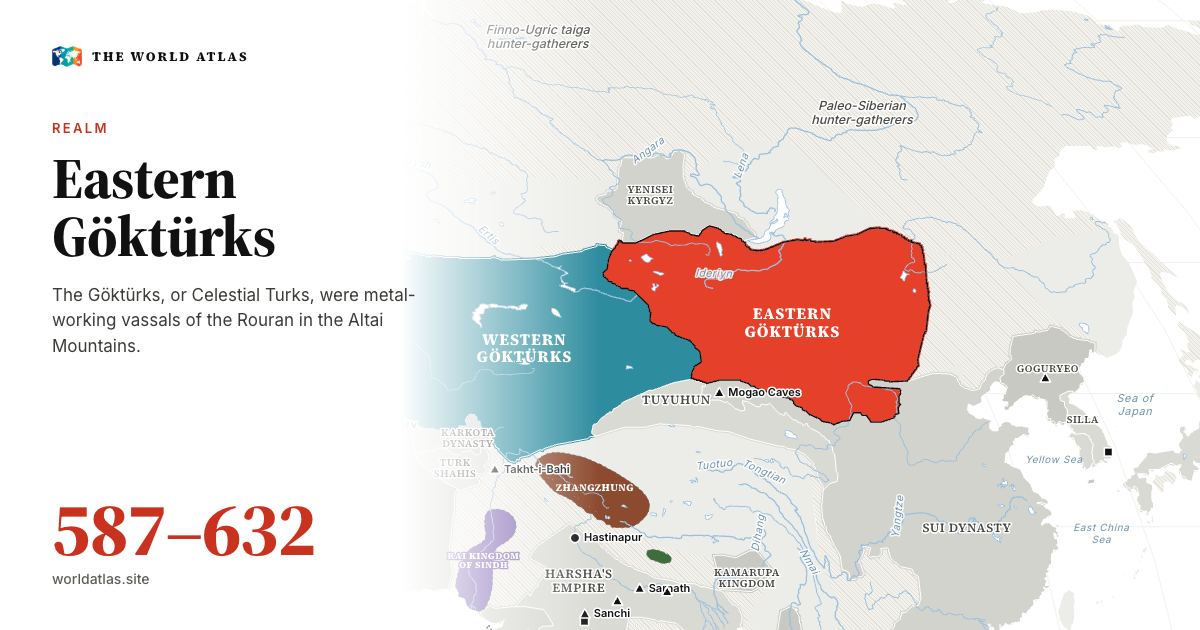 THE WORLD ATLAS
REALM
Eastern
Göktürks
The Göktürks, or Celestial Turks, were metal-
working vassals of the Rouran in the Altai
Mountains.
587–632
worldatlas.site
Finno-Ugric taiga
hunter-gatherers
Paleo-Siberian
hunter-gatherers
Angara
Lena
YENISEI
KYRGYZ
Ertis
Ideriyn
EASTERN
GÖKTÜRKS
WESTERN
GÖKTÜRKS
GOGURYEO
TUYUHUN
Mogao Caves
Sea of
Japan
SILLA
KARKOTA
DYNASTY
TURK
SHAHIS
Takht-i-Bahi
Tuotuo
Tongtian
Yellow Sea
ZHANGZHUNG
Yangtze
SUI DYNASTY
East China
Sea
Hastinapur
Dihang
Nmai
RAI KINGDOM
OF SINDH
HARSHA'S
EMPIRE
KAMARUPA
KINGDOM
Sarnath
Sanchi